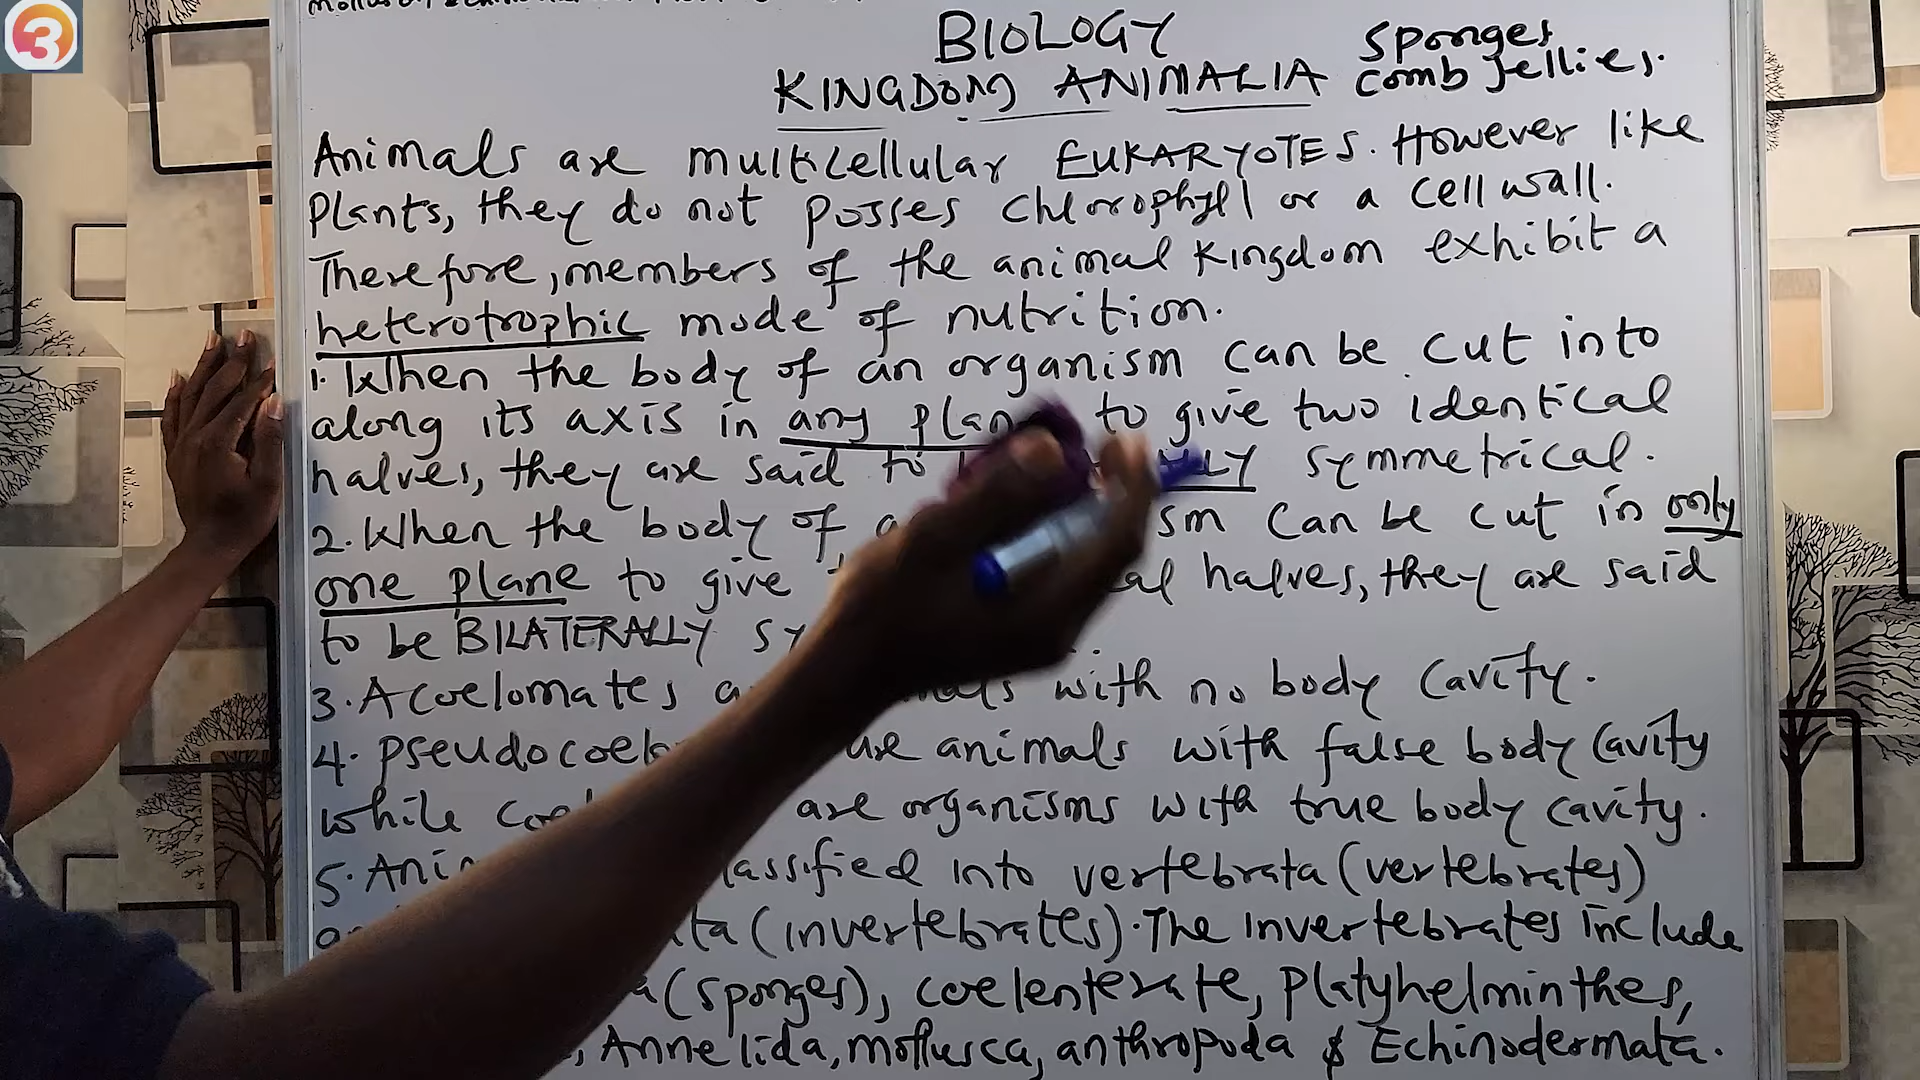 3
BIOLOGY
KINGDOM ANIMALIA
Sponges
comb jellies.
Animals are multicellular EUKARYOTES. However like
plants, they do not posses chlorophyll or a cell wall.
Therefore, members of the animal kingdom exhibit a
heterotrophic mode of nutrition.
1. When the body of an organism can be cut into
along its axis in any plane to give two identical
halves, they are said to symmetrical.
2. When the body of can be cut in only
one plane to give halves, they are said
to be BILATERALLY
3. Acoelomates with no body cavity.
4. pseudocoelo are animals with false body cavity
while are organisms with true body cavity.
5. into vertebrata (vertebrates)
(invertebrates). The invertebrates include
(sponges), coelenterate, platyhelminthes,
, Annelida, mollusca, anthropoda & Echinodermata.